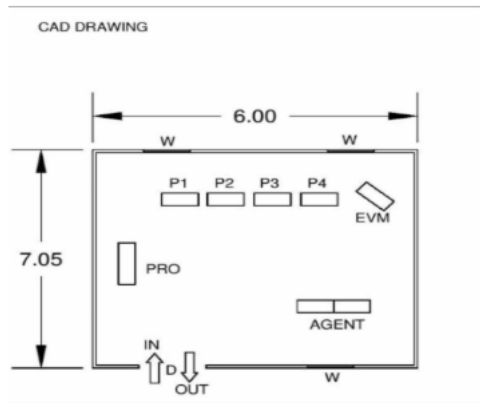 CAD DRAWING
6.00
W W
P1 P2 P3 P4
EVM
7.05
PRO
AGENT
IN
D
OUT
W